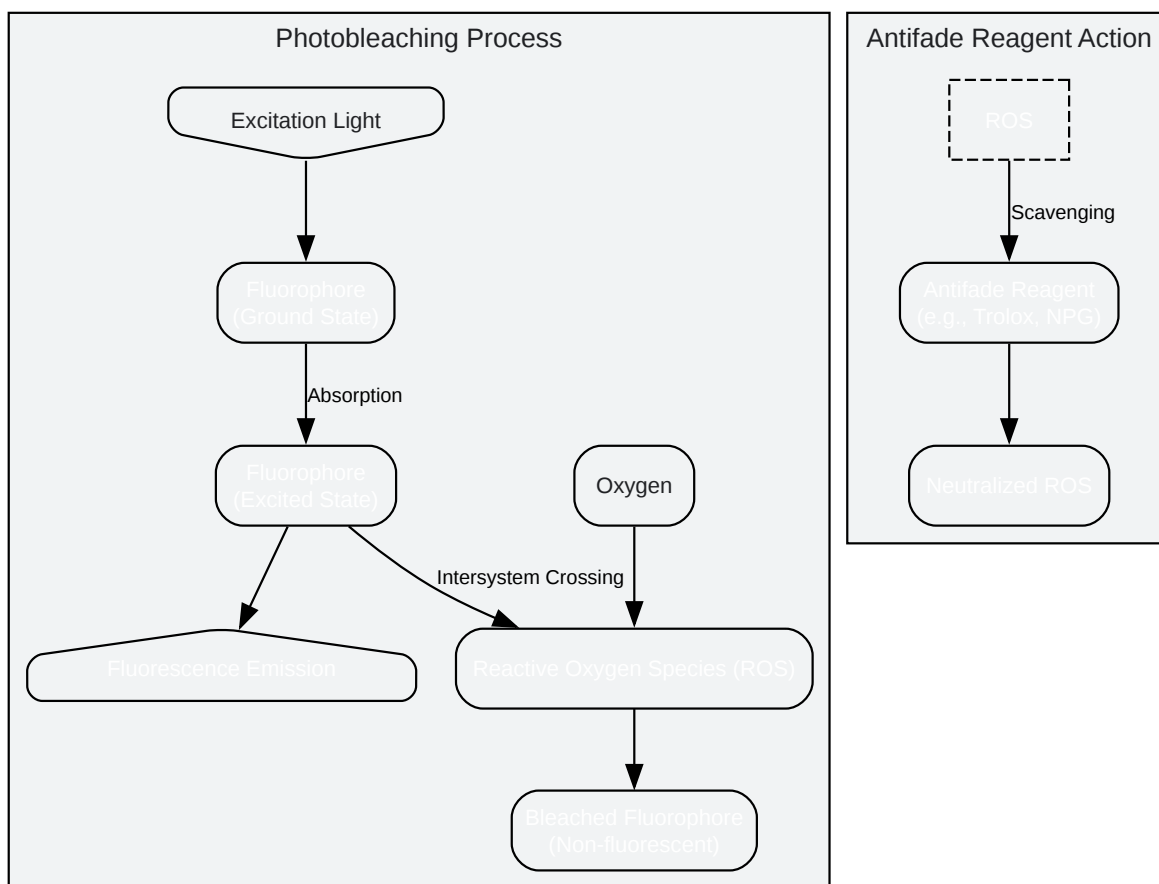 Photobleaching Process
Excitation Light
Fluorophore
(Ground State)
Absorption
Fluorophore
(Excited State)
Oxygen
Intersystem Crossing
Fluorescence Emission
Reactive Oxygen Species (ROS)
Bleached Fluorophore
(Non-fluorescent)
Antifade Reagent Action
ROS
Scavenging
Antifade Reagent
(e.g., Trolox, NPG)
Neutralized ROS